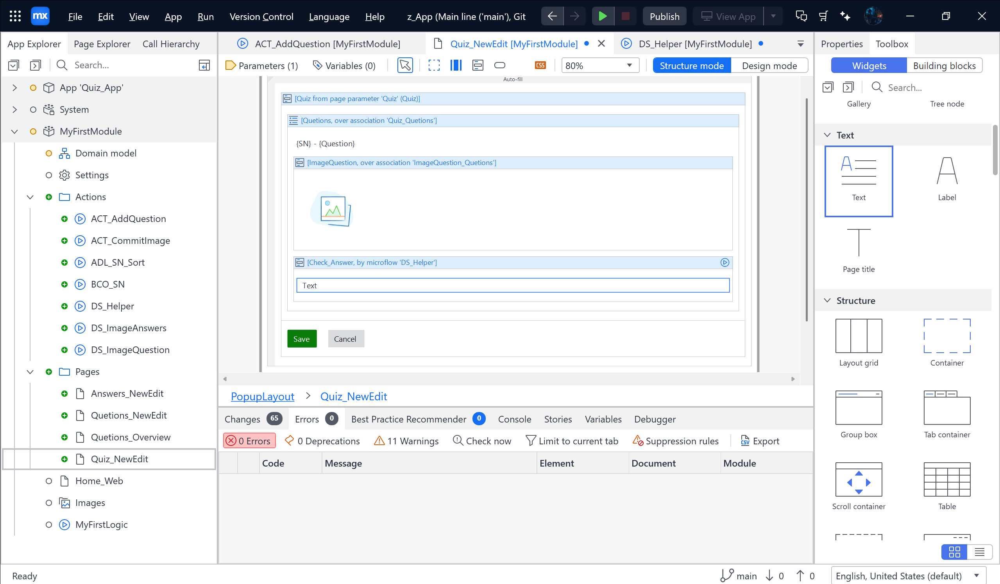 mx File Edit View App Run Version Control Language Help z_App (Main line ('main'), Git Publish View App
App Explorer Page Explorer Call Hierarchy
Search...
App 'Quiz_App'
System
MyFirstModule
Domain model
Settings
Actions
ACT_AddQuestion
ACT_CommitImage
ADL_SN_Sort
BCO_SN
DS_Helper
DS_ImageAnswers
DS_ImageQuestion
Pages
Answers_NewEdit
Quetions_NewEdit
Quetions_Overview
Quiz_NewEdit
Home_Web
Images
MyFirstLogic
ACT_AddQuestion [MyFirstModule] Quiz_NewEdit [MyFirstModule] DS_Helper [MyFirstModule]
Parameters (1) Variables (0) CSS 80% Structure mode Design mode
Auto-fill
[Quiz from page parameter 'Quiz' (Quiz)]
[Quetions, over association 'Quiz_Quetions']
{SN} - {Question}
[ImageQuestion, over association 'ImageQuestion_Quetions']
[Check_Answer, by microflow 'DS_Helper']
Text
Save Cancel
PopupLayout > Quiz_NewEdit
Changes 65 Errors 0 Best Practice Recommender 0 Console Stories Variables Debugger
0 Errors 0 Deprecations 11 Warnings Check now Limit to current tab Suppression rules CSV Export
Code Message Element Document Module
Properties Toolbox
Widgets Building blocks
Search...
Gallery Tree node
Text
Text Label
Page title
Structure
Layout grid Container
Group box Tab container
Scroll container Table
Ready main 0 0 English, United States (default)